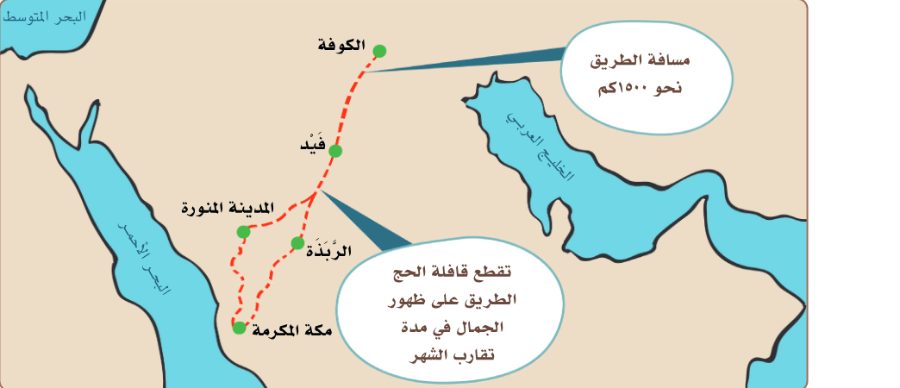 البحر المتوسط
الكوفة
مسافة الطريق
نحو ١٥٠٠كم
الخليج العربي
فَيْد
المدينة المنورة
الرَّبَذَة
البحر الأحمر
تقطع قافلة الحج
الطريق على ظهور
الجمال في مدة
تقارب الشهر
مكة المكرمة